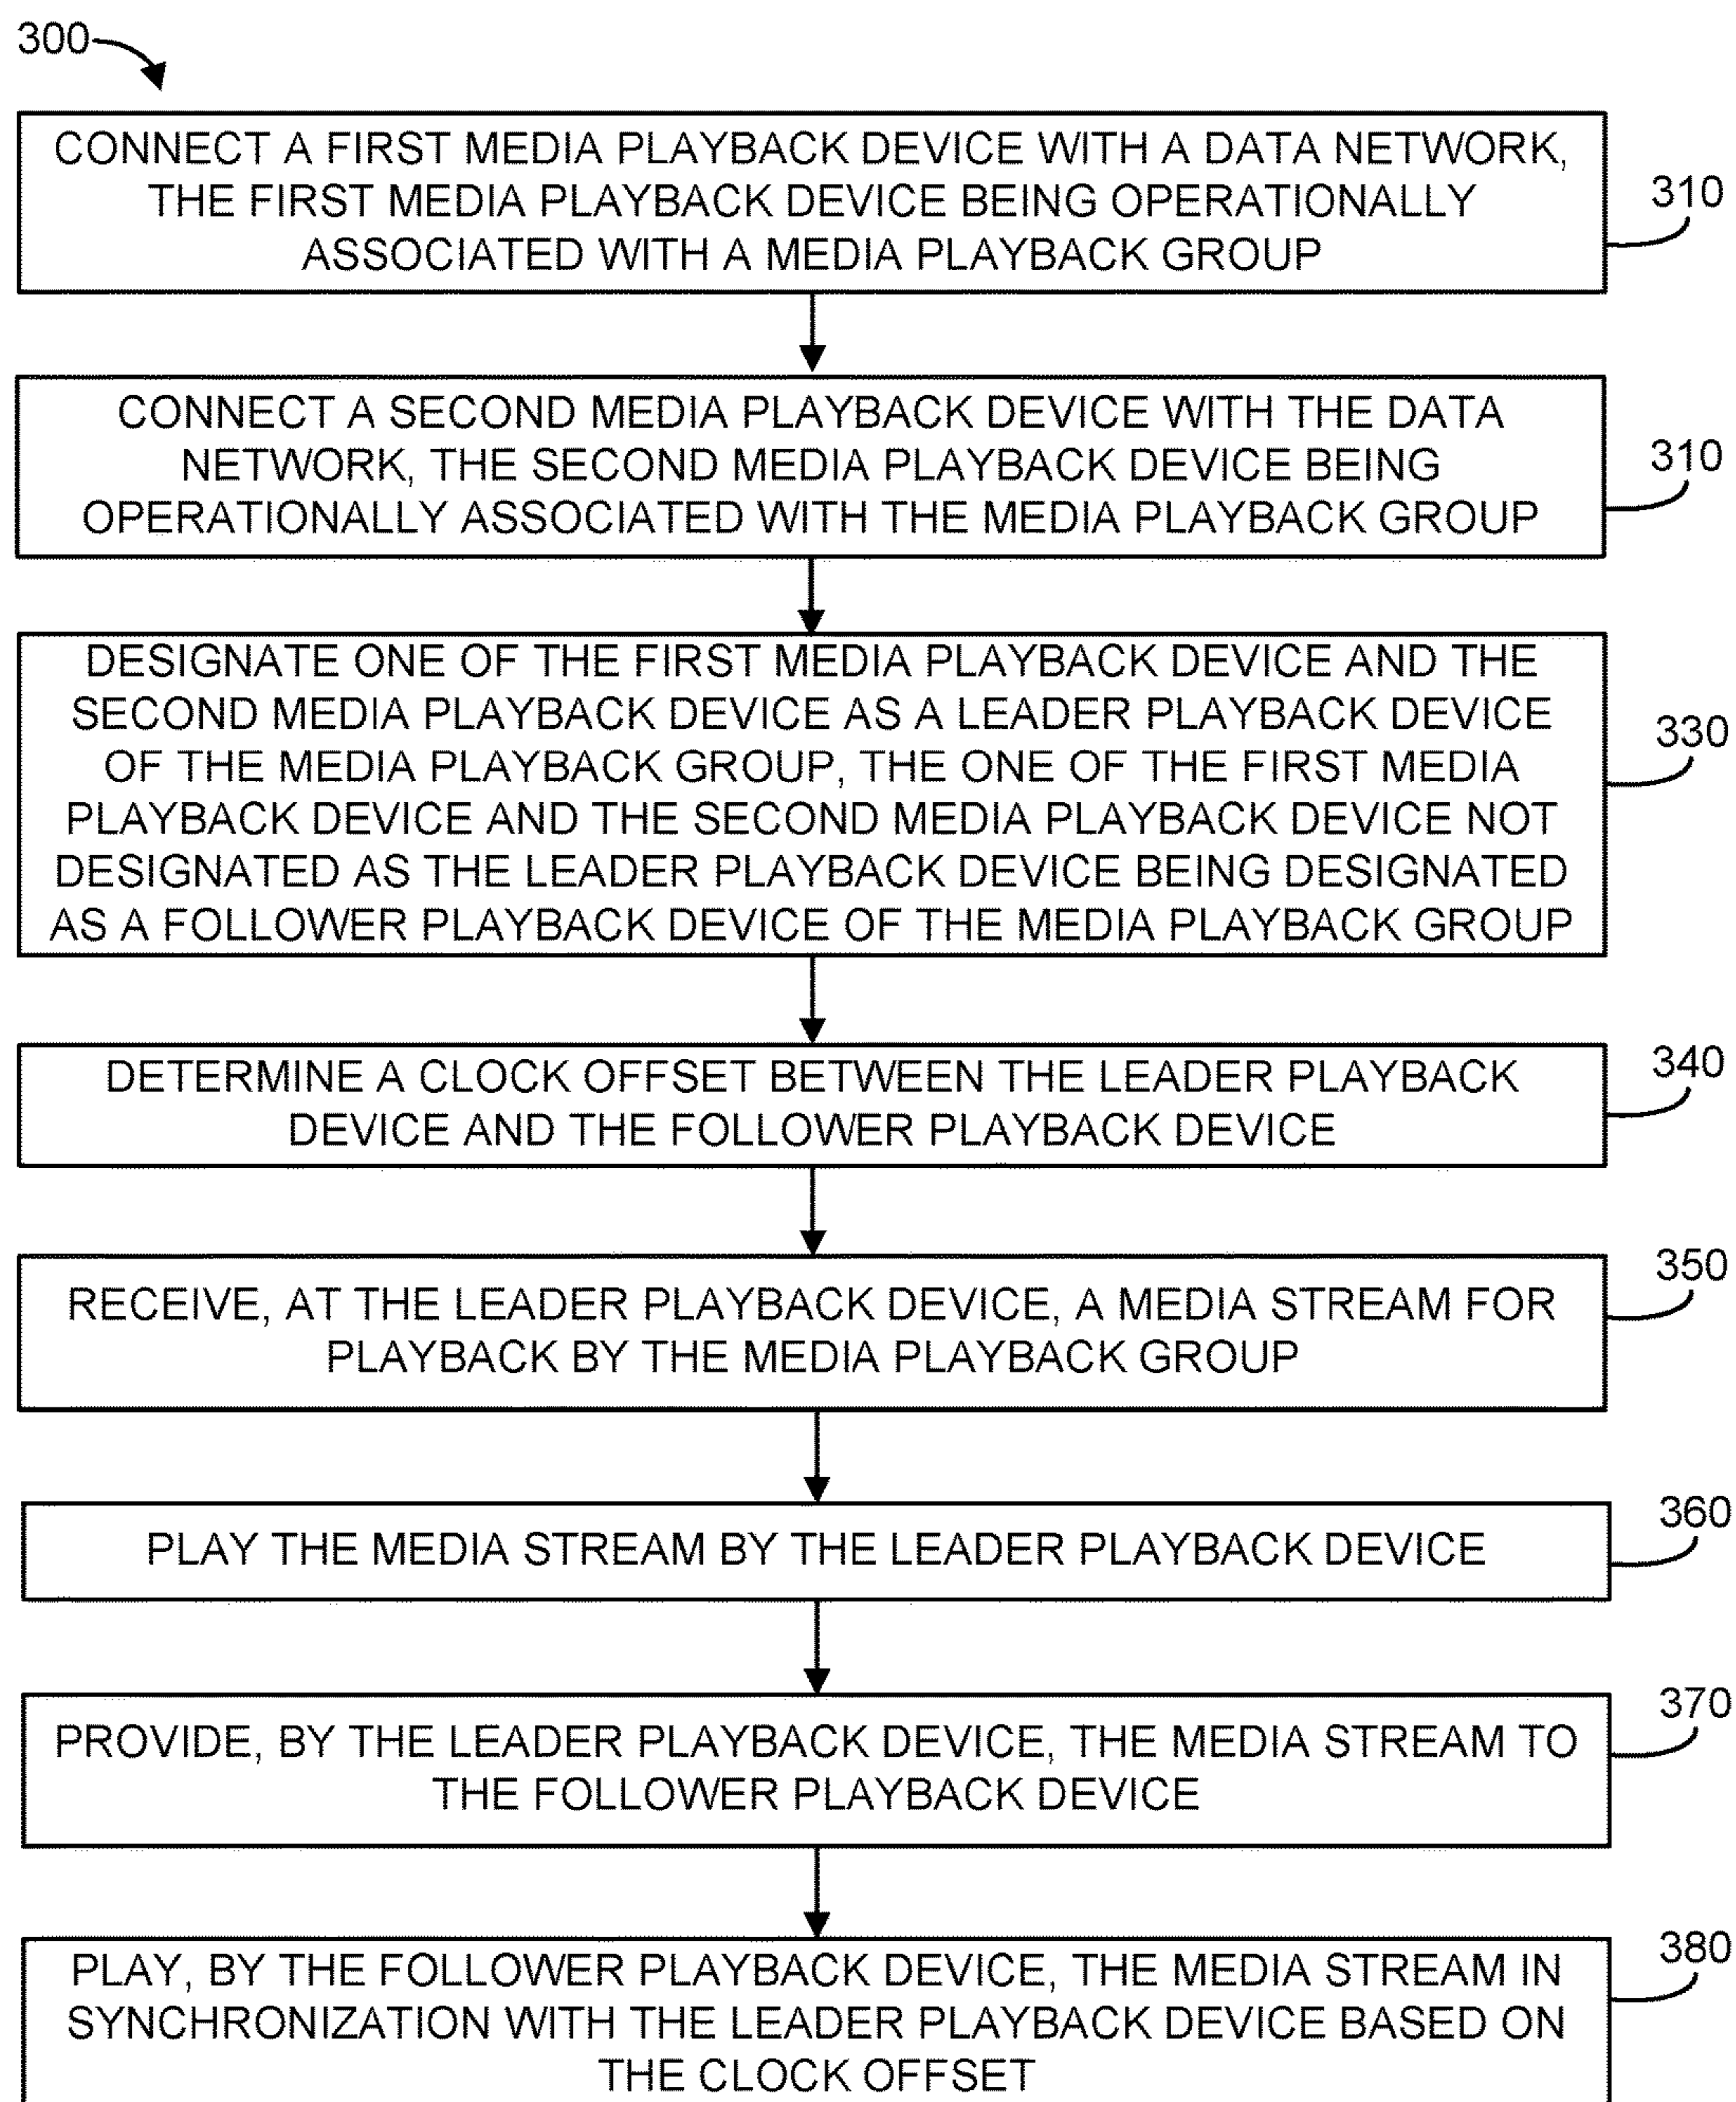 300
CONNECT A FIRST MEDIA PLAYBACK DEVICE WITH A DATA NETWORK,
THE FIRST MEDIA PLAYBACK DEVICE BEING OPERATIONALLY
ASSOCIATED WITH A MEDIA PLAYBACK GROUP
310
CONNECT A SECOND MEDIA PLAYBACK DEVICE WITH THE DATA
NETWORK, THE SECOND MEDIA PLAYBACK DEVICE BEING
OPERATIONALLY ASSOCIATED WITH THE MEDIA PLAYBACK GROUP
310
DESIGNATE ONE OF THE FIRST MEDIA PLAYBACK DEVICE AND THE
SECOND MEDIA PLAYBACK DEVICE AS A LEADER PLAYBACK DEVICE
OF THE MEDIA PLAYBACK GROUP, THE ONE OF THE FIRST MEDIA
PLAYBACK DEVICE AND THE SECOND MEDIA PLAYBACK DEVICE NOT
DESIGNATED AS THE LEADER PLAYBACK DEVICE BEING DESIGNATED
AS A FOLLOWER PLAYBACK DEVICE OF THE MEDIA PLAYBACK GROUP
330
DETERMINE A CLOCK OFFSET BETWEEN THE LEADER PLAYBACK
DEVICE AND THE FOLLOWER PLAYBACK DEVICE
340
RECEIVE, AT THE LEADER PLAYBACK DEVICE, A MEDIA STREAM FOR
PLAYBACK BY THE MEDIA PLAYBACK GROUP
350
PLAY THE MEDIA STREAM BY THE LEADER PLAYBACK DEVICE
360
PROVIDE, BY THE LEADER PLAYBACK DEVICE, THE MEDIA STREAM TO
THE FOLLOWER PLAYBACK DEVICE
370
PLAY, BY THE FOLLOWER PLAYBACK DEVICE, THE MEDIA STREAM IN
SYNCHRONIZATION WITH THE LEADER PLAYBACK DEVICE BASED ON
THE CLOCK OFFSET
380